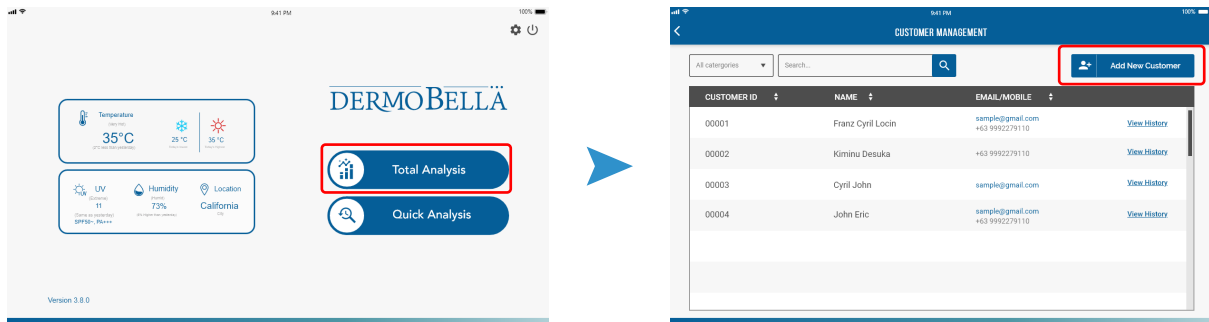 9:41 PM
100%
DERMOBELLÄ
Temperature
35°C
25 °C
35 °C
Total Analysis
UV
Humidity
Location
(Extreme)
11
73%
California
SPF50~, PA+++
Quick Analysis
Version 3.8.0
9:41 PM
100%
CUSTOMER MANAGEMENT
All catergories
Search...
Add New Customer
CUSTOMER ID
NAME
EMAIL/MOBILE
00001
Franz Cyril Locin
sample@gmail.com
+63 9992279110
View History
00002
Kiminu Desuka
+63 9992279110
View History
00003
Cyril John
sample@gmail.com
View History
00004
John Eric
sample@gmail.com
+63 9992279110
View History